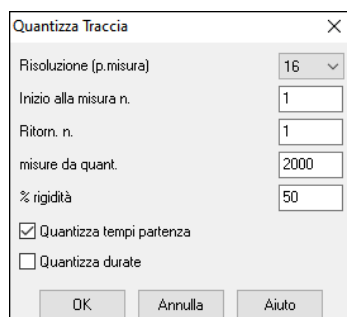 Quantizza Traccia
Risoluzione (p.misura) 16
Inizio alla misura n. 1
Ritorn. n. 1
misure da quant. 2000
% rigidità 50
Quantizza tempi partenza
Quantizza durate
OK Annulla Aiuto